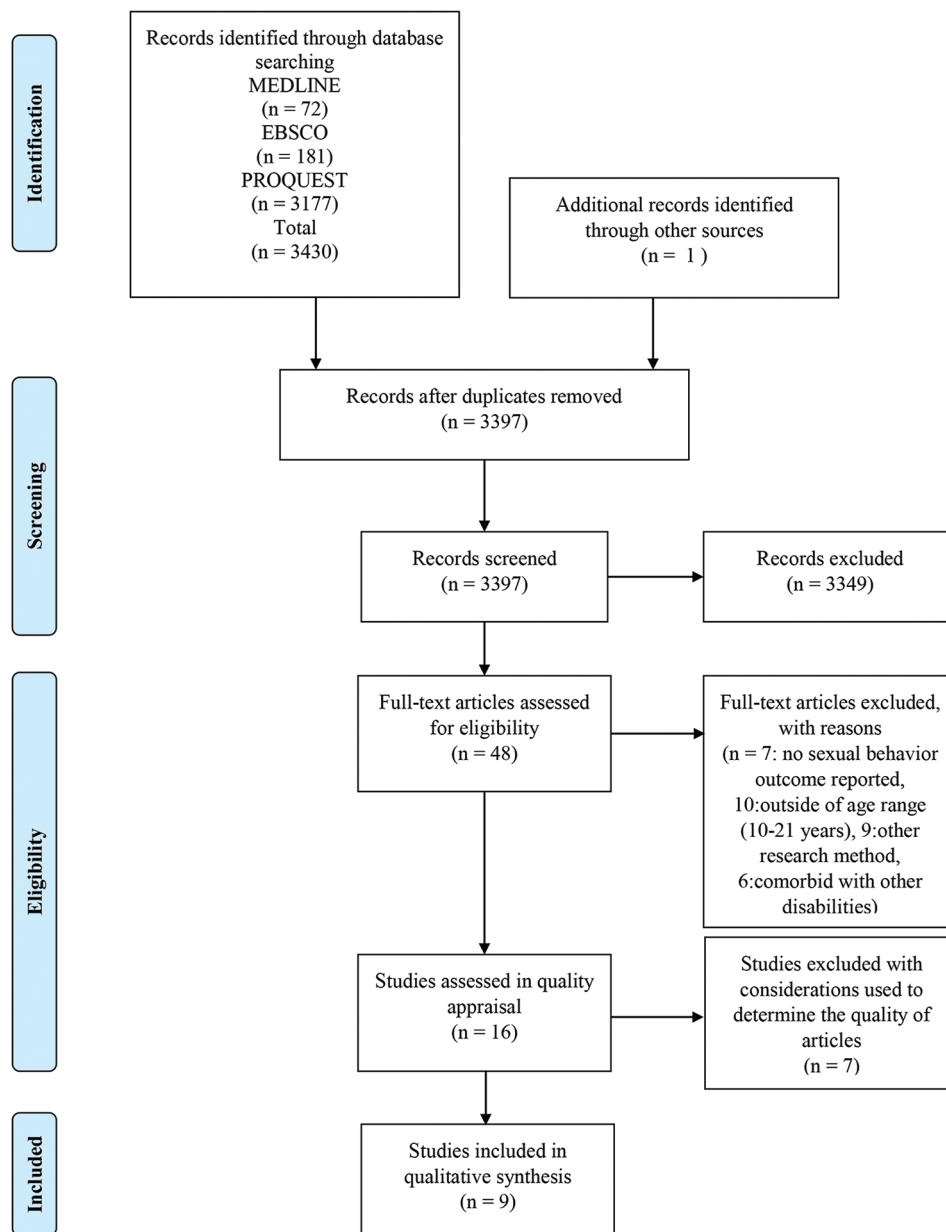 Identification
Records identified through database
searching
MEDLINE
(n = 72)
EBSCO
(n = 181)
PROQUEST
(n = 3177)
Total
(n = 3430)
Additional records identified
through other sources
(n = 1 )
Screening
Records after duplicates removed
(n = 3397)
Records screened
(n = 3397)
Records excluded
(n = 3349)
Eligibility
Full-text articles assessed
for eligibility
(n = 48)
Full-text articles excluded,
with reasons
(n = 7: no sexual behavior
outcome reported,
10:outside of age range
(10-21 years), 9:other
research method,
6:comorbid with other
disabilities)
Studies assessed in quality
appraisal
(n = 16)
Studies excluded with
considerations used to
determine the quality of
articles
(n = 7)
Included
Studies included in
qualitative synthesis
(n = 9)